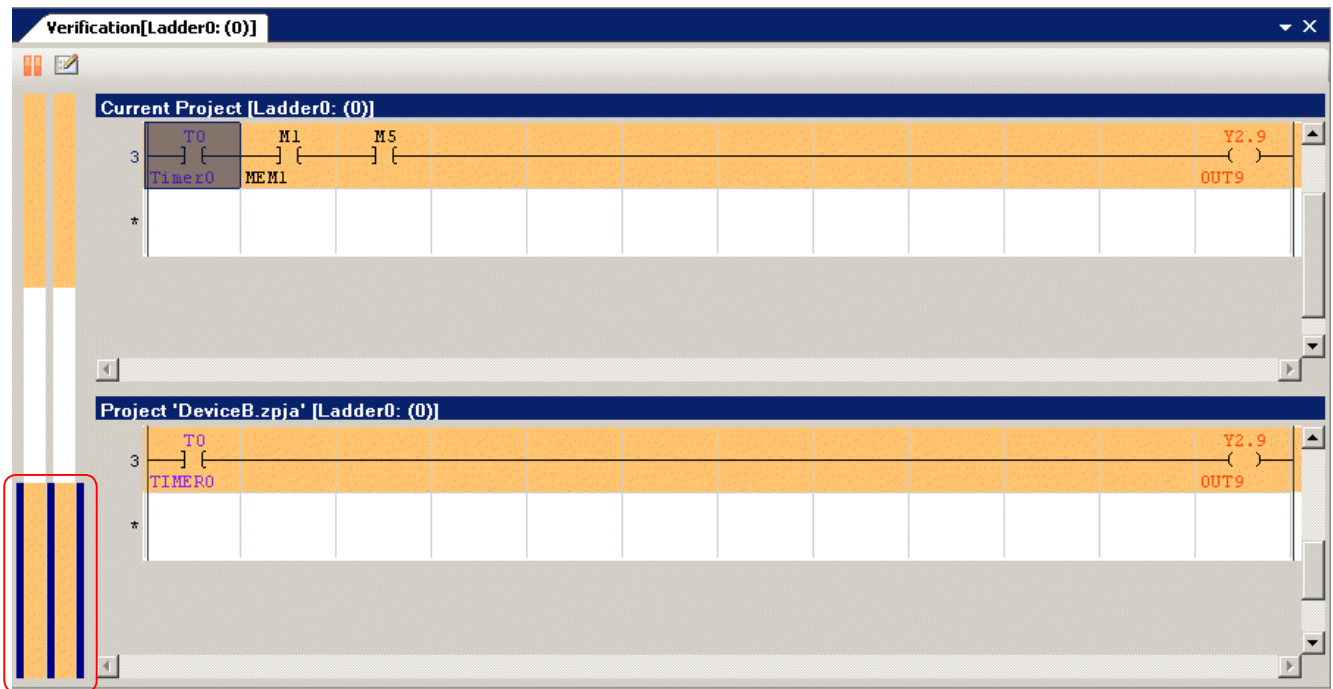 Verification[Ladder0: (0)]
Current Project [Ladder0: (0)]
T0 M1 M5 Y2.9
3
Timer0 MEM1 OUT9
*
Project 'DeviceB.zpja' [Ladder0: (0)]
T0 Y2.9
3
TIMER0 OUT9
*